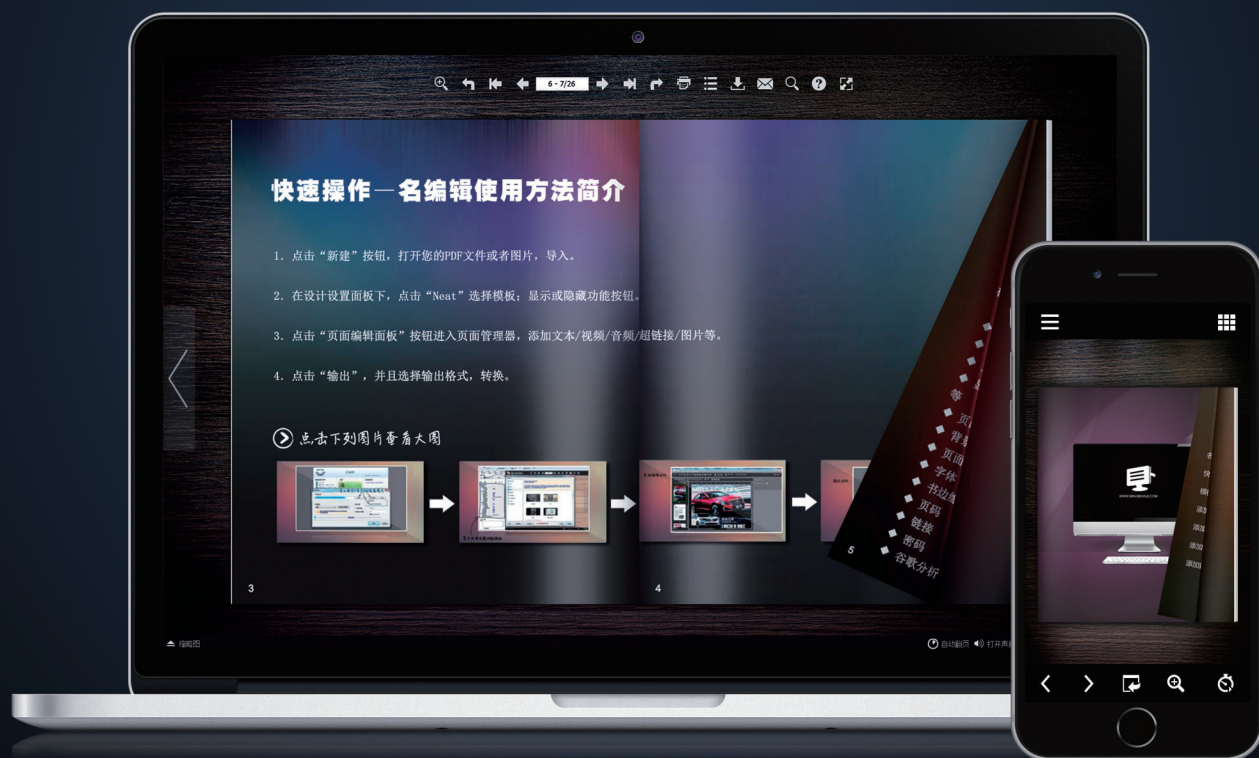 6 - 7/26
快速操作—名编辑使用方法简介
1. 点击“新建”按钮，打开您的PDF文件或者图片，导入。
2. 在设计设置面板下，点击“Neat”选择模板；显示或隐藏功能按钮。
3. 点击“页面编辑面板”按钮进入页面管理器，添加文本/视频/音频/超链接/图片等。
4. 点击“输出”，并且选择输出格式，转换。
点击下列图片查看大图
3
4
等
页面
字体
页码
链接
密码
谷歌分析
5
缩略图
自动翻页
打开声
WWW.MINGBIANJI.COM